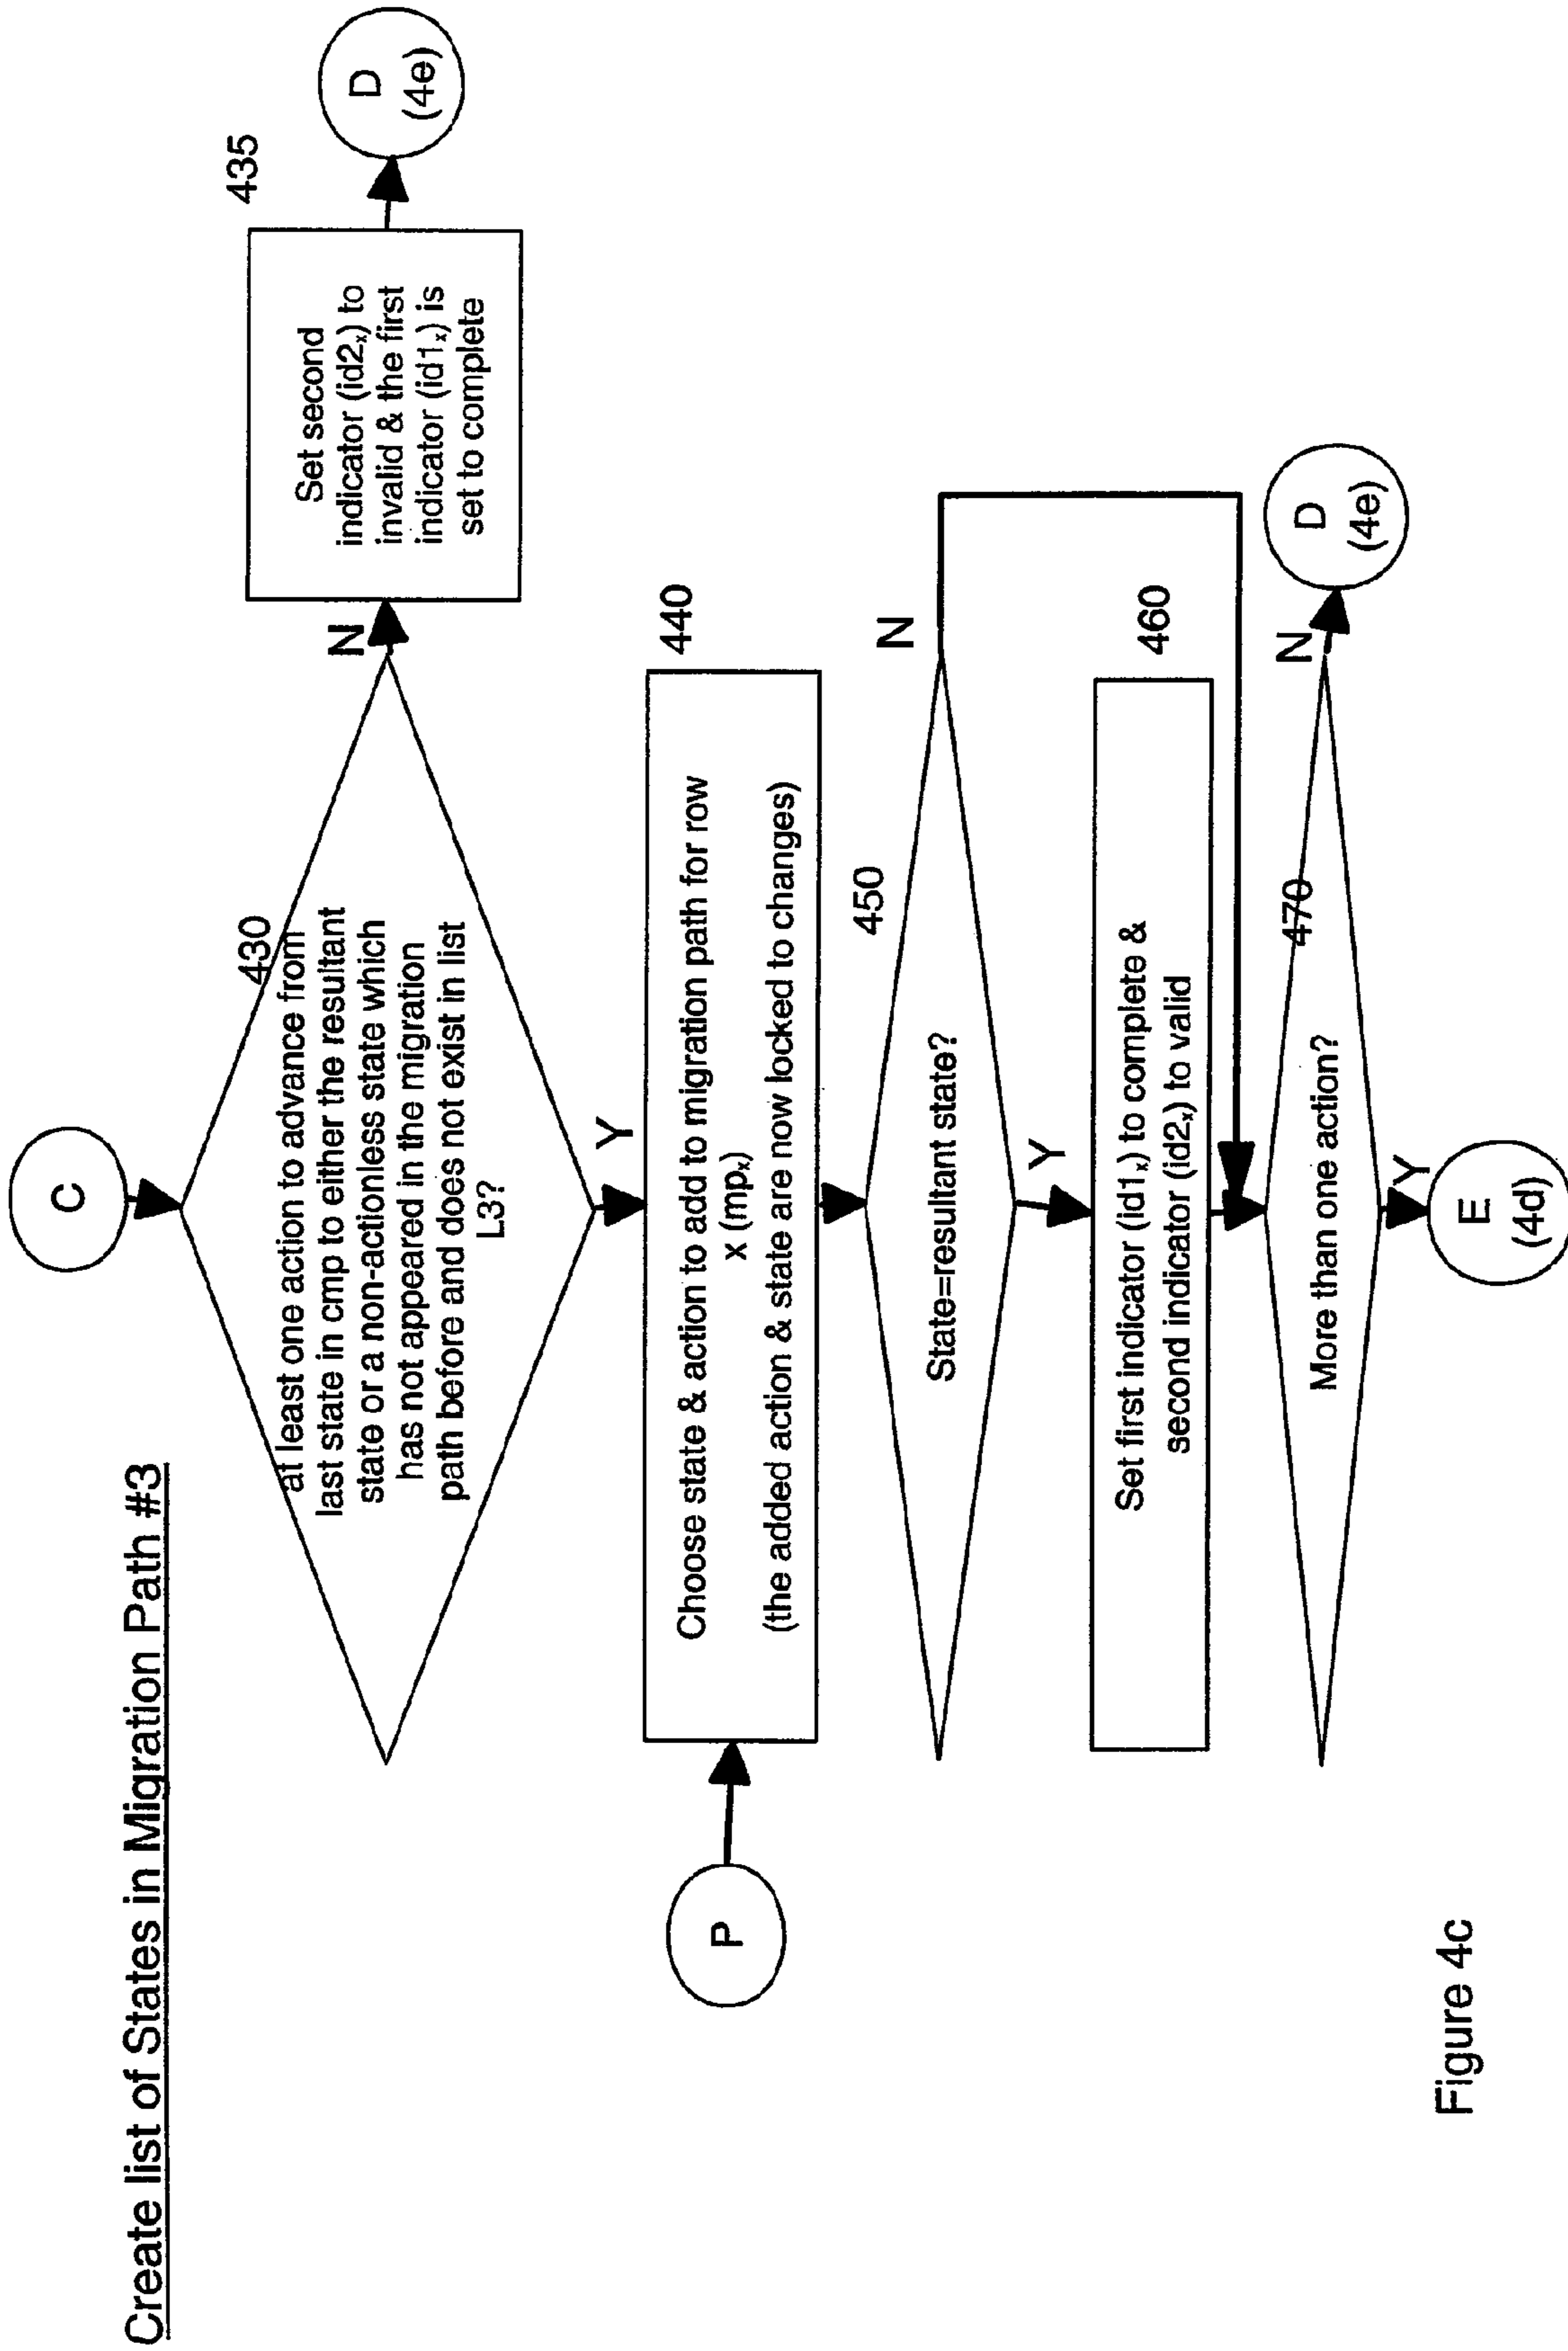 Create list of States in Migration Path #3
C
430
at least one action to advance from
last state in cmp to either the resultant
state or a non-actionless state which
has not appeared in the migration
path before and does not exist in list
L3?
N
435
Set second
indicator (id2ₓ) to
invalid & the first
indicator (id1ₓ) is
set to complete
D
(4e)
Y
P
440
Choose state & action to add to migration path for row
x (mpₓ)
(the added action & state are now locked to changes)
450
State=resultant state?
N
Y
460
Set first indicator (id1ₓ) to complete &
second indicator (id2ₓ) to valid
470
More than one action?
N
D
(4e)
Y
E
(4d)
Figure 4c